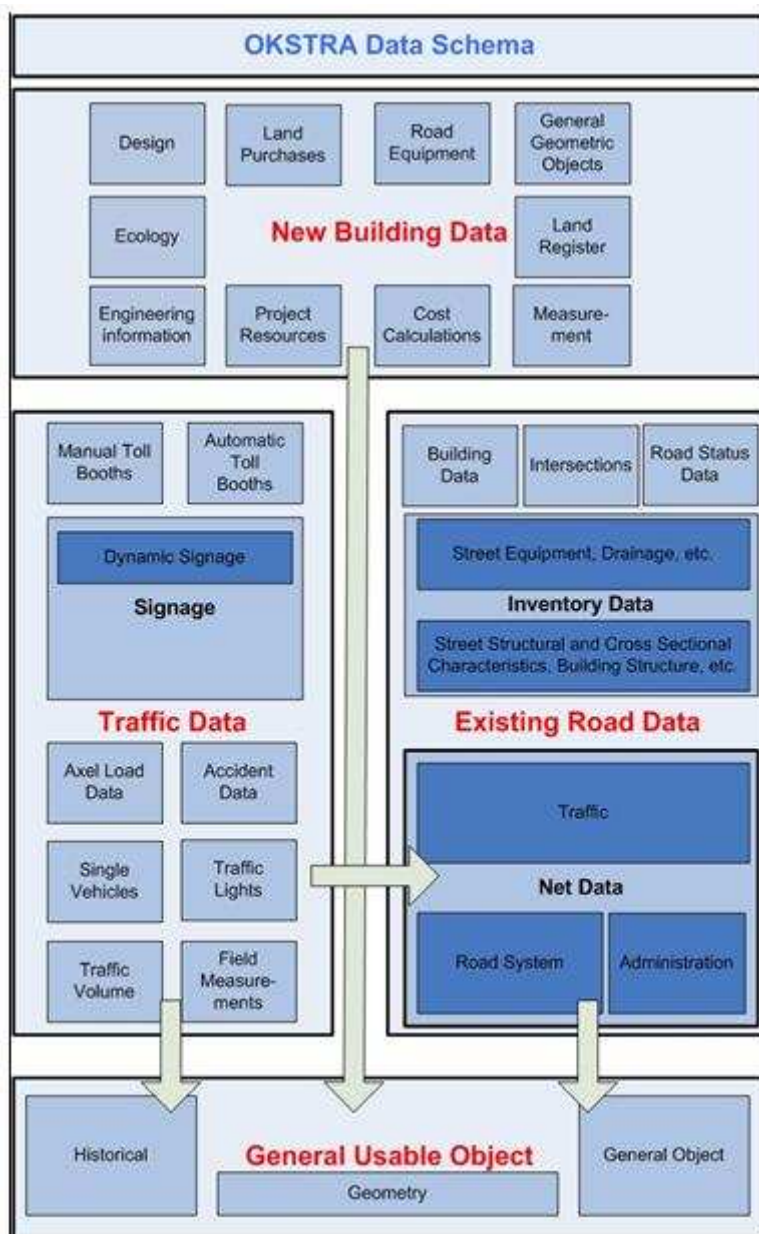 OKSTRA Data Schema
Design
Land
Purchases
Road
Equipment
General
Geometric
Objects
Ecology
New Building Data
Land
Register
Engineering
information
Project
Resources
Cost
Calculations
Measure-
ment
Manual Toll
Booths
Automatic
Toll
Booths
Dynamic Signage
Signage
Traffic Data
Axel Load
Data
Accident
Data
Single
Vehicles
Traffic
Lights
Traffic
Volume
Field
Measure-
ments
Building
Data
Intersections
Road Status
Data
Street Equipment, Drainage, etc.
Inventory Data
Street Structural and Cross Sectional
Characteristics, Building Structure, etc.
Existing Road Data
Traffic
Net Data
Road System
Administration
Historical
General Usable Object
Geometry
General Object